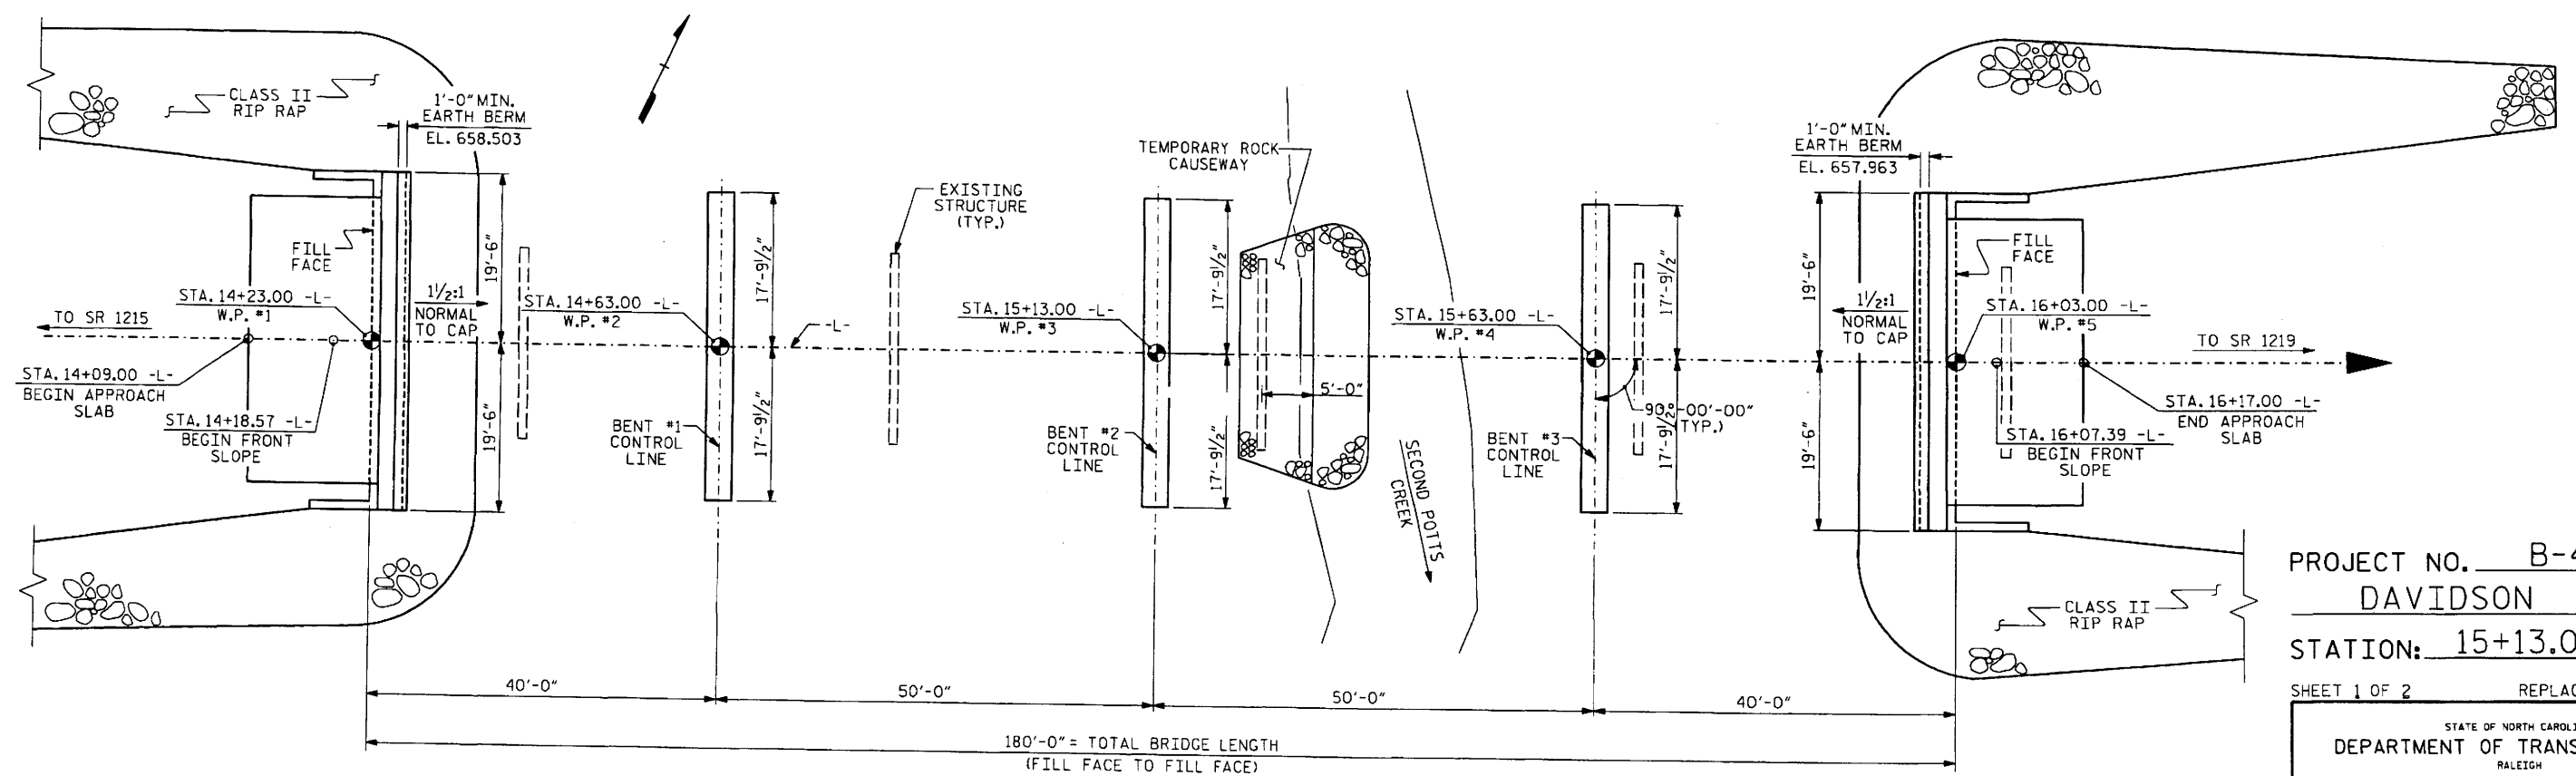 CLASS II
RIP RAP
1'-0" MIN.
EARTH BERM
EL. 658.503
FILL
FACE
19'-6"
19'-6"
1½:1
NORMAL
TO CAP
TO SR 1215
STA. 14+23.00 -L-
W.P. #1
STA. 14+09.00 -L-
BEGIN APPROACH
SLAB
STA. 14+18.57 -L-
BEGIN FRONT
SLOPE
STA. 14+63.00 -L-
W.P. #2
17'-9½"
17'-9½"
BENT #1
CONTROL
LINE
EXISTING
STRUCTURE
(TYP.)
-L-
STA. 15+13.00 -L-
W.P. #3
17'-9½"
17'-9½"
BENT #2
CONTROL
LINE
TEMPORARY ROCK
CAUSEWAY
5'-0"
SECOND POTTS
CREEK
STA. 15+63.00 -L-
W.P. #4
17'-9½"
17'-9½"
90°-00'-00"
(TYP.)
BENT #3
CONTROL
LINE
1'-0" MIN.
EARTH BERM
EL. 657.963
19'-6"
19'-6"
1½:1
NORMAL
TO CAP
FILL
FACE
STA. 16+03.00 -L-
W.P. #5
TO SR 1219
STA. 16+17.00 -L-
END APPROACH
SLAB
STA. 16+07.39 -L-
BEGIN FRONT
SLOPE
CLASS II
RIP RAP
40'-0"
50'-0"
50'-0"
40'-0"
180'-0" = TOTAL BRIDGE LENGTH
(FILL FACE TO FILL FACE)
PROJECT NO. B-4
DAVIDSON
STATION: 15+13.0
SHEET 1 OF 2 REPLAC
STATE OF NORTH CAROLI
DEPARTMENT OF TRANS
RALEIGH